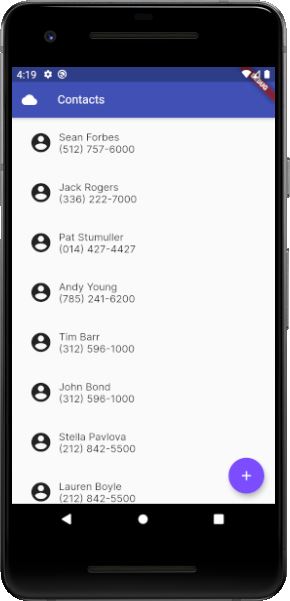 4:19
DEBUG
Contacts
Sean Forbes
(512) 757-6000
Jack Rogers
(336) 222-7000
Pat Stumuller
(014) 427-4427
Andy Young
(785) 241-6200
Tim Barr
(312) 596-1000
John Bond
(312) 596-1000
Stella Pavlova
(212) 842-5500
Lauren Boyle
(212) 842-5500